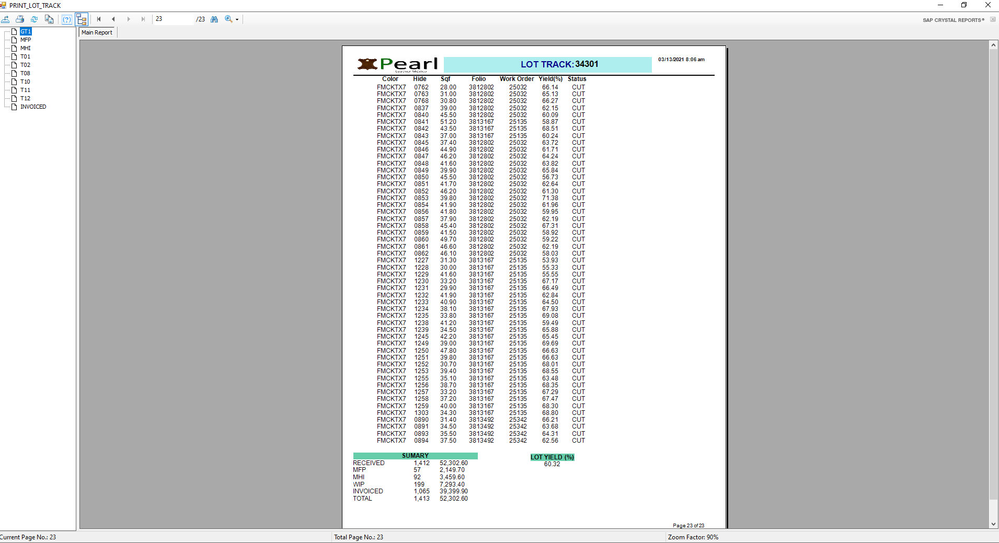 PRINT_LOT_TRACK
23 /23
SAP CRYSTAL REPORTS®
GT1
MFP
MHI
T01
T02
T08
T10
T11
T12
INVOICED
Main Report
Pearl
Leather México
LOT TRACK: 34301
03/13/2021 8:06 am
Color Hide Sqf Folio Work Order Yield(%) Status
FMCKTX7 0762 28.00 3812802 25032 66.14 CUT
FMCKTX7 0763 31.00 3812802 25032 65.13 CUT
FMCKTX7 0768 30.80 3812802 25032 66.27 CUT
FMCKTX7 0837 39.00 3812802 25032 62.15 CUT
FMCKTX7 0840 45.50 3812802 25032 60.09 CUT
FMCKTX7 0841 51.20 3813167 25135 58.87 CUT
FMCKTX7 0842 43.50 3813167 25135 68.51 CUT
FMCKTX7 0843 37.00 3813167 25135 60.24 CUT
FMCKTX7 0845 37.40 3812802 25032 63.72 CUT
FMCKTX7 0846 44.90 3812802 25032 61.71 CUT
FMCKTX7 0847 46.20 3812802 25032 64.24 CUT
FMCKTX7 0848 41.60 3812802 25032 63.82 CUT
FMCKTX7 0849 39.90 3812802 25032 65.84 CUT
FMCKTX7 0850 45.50 3812802 25032 56.73 CUT
FMCKTX7 0851 41.70 3812802 25032 62.64 CUT
FMCKTX7 0852 46.20 3812802 25032 61.30 CUT
FMCKTX7 0853 39.80 3812802 25032 71.38 CUT
FMCKTX7 0854 41.90 3812802 25032 61.96 CUT
FMCKTX7 0856 41.80 3812802 25032 59.95 CUT
FMCKTX7 0857 37.90 3812802 25032 62.19 CUT
FMCKTX7 0858 45.40 3812802 25032 67.31 CUT
FMCKTX7 0859 41.50 3812802 25032 58.92 CUT
FMCKTX7 0860 49.70 3812802 25032 59.22 CUT
FMCKTX7 0861 46.60 3812802 25032 62.19 CUT
FMCKTX7 0862 46.10 3812802 25032 58.03 CUT
FMCKTX7 1227 31.30 3813167 25135 53.93 CUT
FMCKTX7 1228 30.00 3813167 25135 55.33 CUT
FMCKTX7 1229 41.60 3813167 25135 55.55 CUT
FMCKTX7 1230 33.20 3813167 25135 67.17 CUT
FMCKTX7 1231 29.90 3813167 25135 66.49 CUT
FMCKTX7 1232 41.90 3813167 25135 62.84 CUT
FMCKTX7 1233 40.90 3813167 25135 64.50 CUT
FMCKTX7 1234 38.10 3813167 25135 67.93 CUT
FMCKTX7 1235 33.80 3813167 25135 69.08 CUT
FMCKTX7 1238 41.20 3813167 25135 59.49 CUT
FMCKTX7 1239 34.50 3813167 25135 65.88 CUT
FMCKTX7 1245 42.20 3813167 25135 65.45 CUT
FMCKTX7 1249 39.00 3813167 25135 69.69 CUT
FMCKTX7 1250 47.80 3813167 25135 66.63 CUT
FMCKTX7 1251 39.80 3813167 25135 66.63 CUT
FMCKTX7 1252 30.70 3813167 25135 68.01 CUT
FMCKTX7 1253 39.40 3813167 25135 68.55 CUT
FMCKTX7 1255 35.10 3813167 25135 63.48 CUT
FMCKTX7 1256 38.70 3813167 25135 68.35 CUT
FMCKTX7 1257 33.20 3813167 25135 67.29 CUT
FMCKTX7 1258 37.20 3813167 25135 67.47 CUT
FMCKTX7 1259 40.00 3813167 25135 68.30 CUT
FMCKTX7 1303 34.30 3813167 25135 68.80 CUT
FMCKTX7 0890 31.40 3813492 25342 66.21 CUT
FMCKTX7 0891 34.50 3813492 25342 63.68 CUT
FMCKTX7 0893 35.50 3813492 25342 64.31 CUT
FMCKTX7 0894 37.50 3813492 25342 62.56 CUT
SUMARY
RECEIVED 1,412 52,302.60
MFP 57 2,149.70
MHI 92 3,459.60
WIP 199 7,293.40
INVOICED 1,065 39,399.90
TOTAL 1,413 52,302.60
LOT YIELD (%)
60.32
Page 23 of 23
Current Page No.: 23
Total Page No.: 23
Zoom Factor: 90%